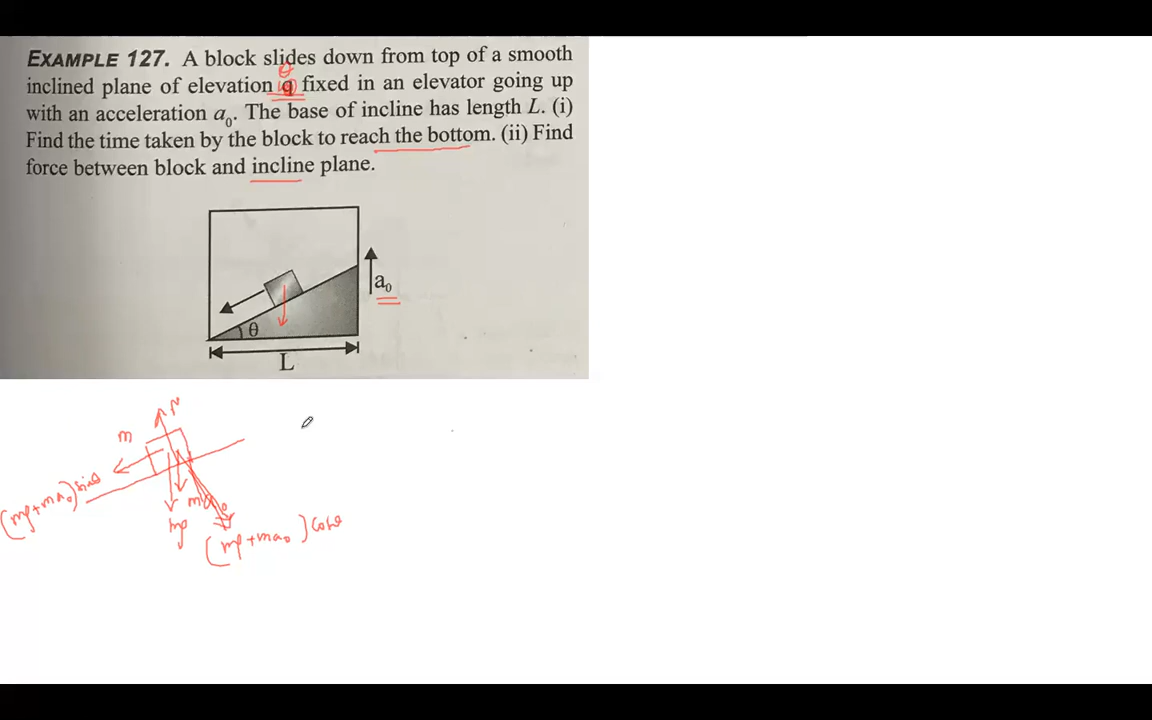 EXAMPLE 127. A block slides down from top of a smooth
θ
inclined plane of elevation q fixed in an elevator going up
with an acceleration a₀. The base of incline has length L. (i)
Find the time taken by the block to reach the bottom. (ii) Find
force between block and incline plane.
a₀
θ
L
N
m
(mg+ma₀) sinθ
ma₀
mg
(mg+ma₀) cosθ